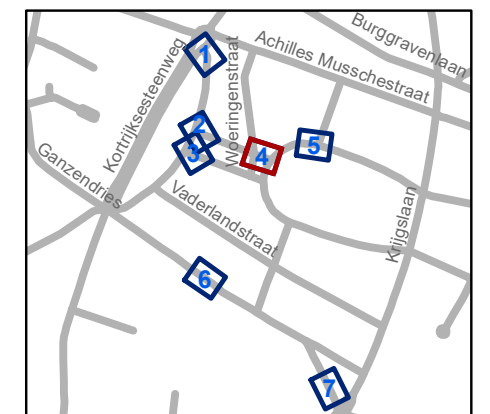 Burggravenlaan
Achilles Musschestraat
Kortrijksesteenweg
Woeringenstraat
1
2
3
4
5
Ganzendries
Vaderlandstraat
Krijgslaan
6
7